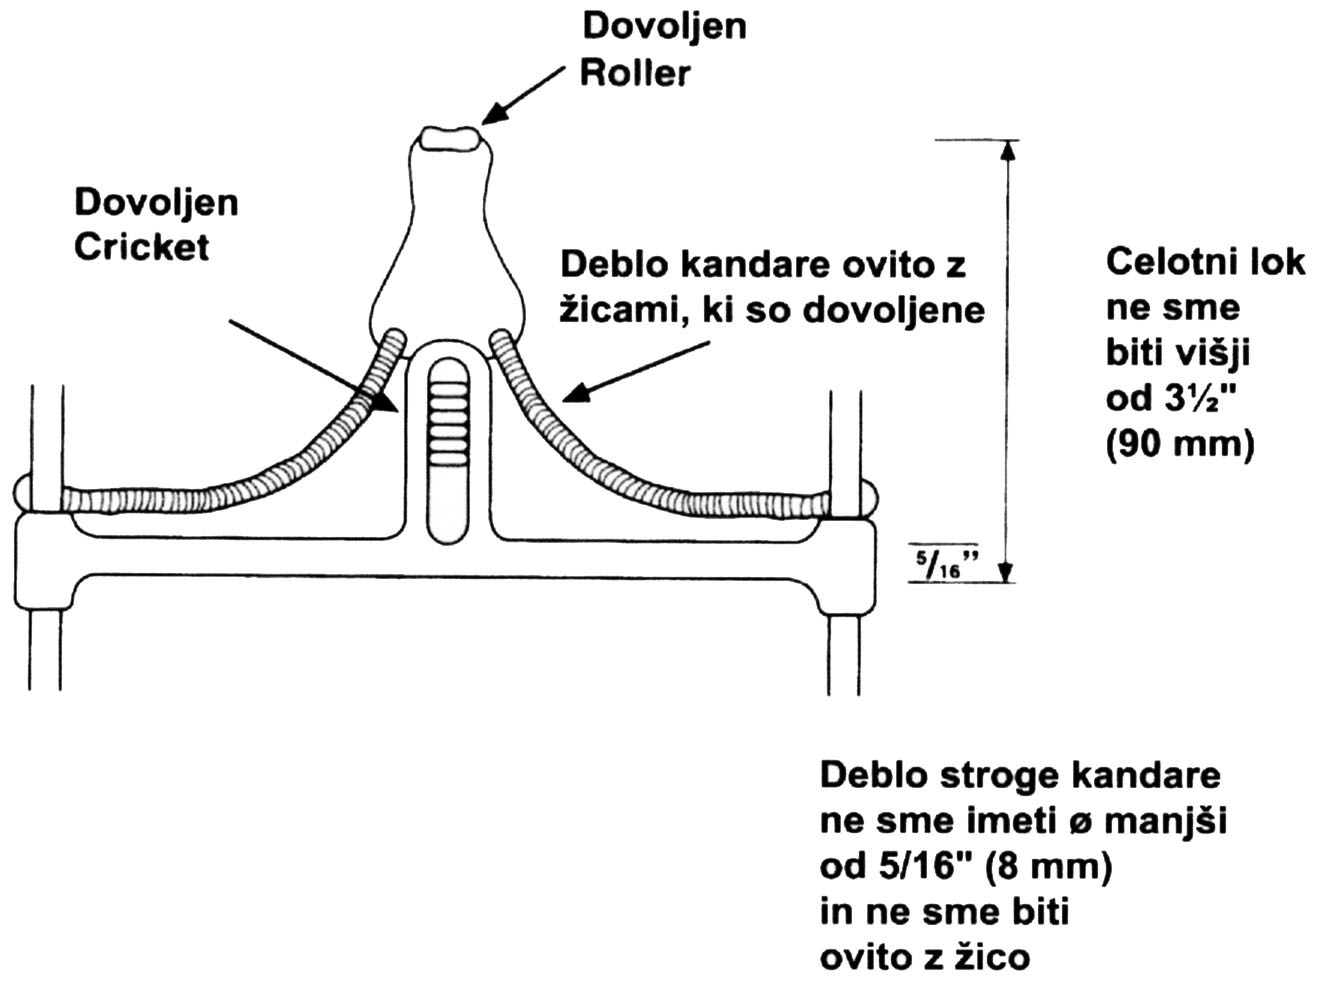 Dovoljen
Roller
Dovoljen
Cricket
Deblo kandare ovito z
žicami, ki so dovoljene
Celotni lok
ne sme
biti višji
od 3½"
(90 mm)
5/16”
Deblo stroge kandare
ne sme imeti ø manjši
od 5/16" (8 mm)
in ne sme biti
ovito z žico